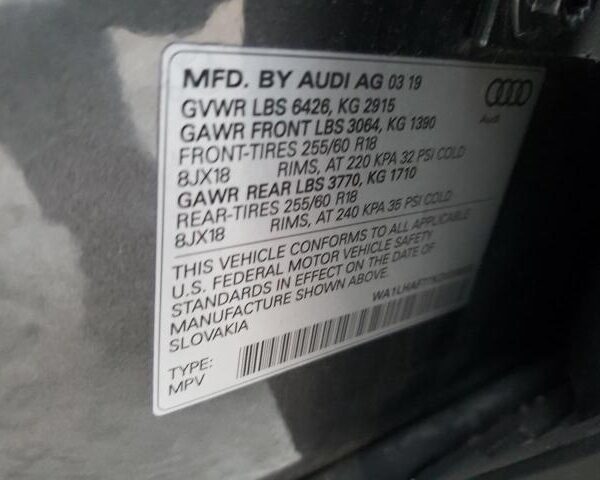 MFD. BY AUDI AG 03 19
GVWR LBS 6426, KG 2915
GAWR FRONT LBS 3064, KG 1390
FRONT-TIRES 255/60 R18
8JX18 RIMS, AT 220 KPA 32 PSI COLD
GAWR REAR LBS 3770, KG 1710
REAR-TIRES 255/60 R18
8JX18 RIMS, AT 240 KPA 35 PSI COLD
THIS VEHICLE CONFORMS TO ALL APPLICABLE
U.S. FEDERAL MOTOR VEHICLE SAFETY
STANDARDS IN EFFECT ON THE DATE OF
MANUFACTURE SHOWN ABOVE.
SLOVAKIA
TYPE:
MPV
Audi